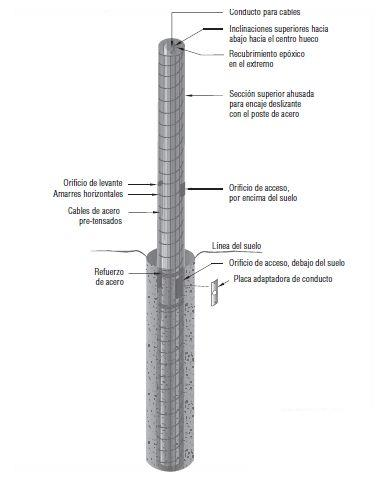 Conducto para cables
Inclinaciones superiores hacia
abajo hacia el centro hueco
Recubrimiento epóxico
en el extremo
Sección superior ahusada
para encaje deslizante
con el poste de acero
Orificio de levante
Amarres horizontales
Orificio de acceso,
por encima del suelo
Cables de acero
pre-tensados
Linea del suelo
Refuerzo
de acero
Orificio de acceso, debajo del suelo
Placa adaptadora de conducto